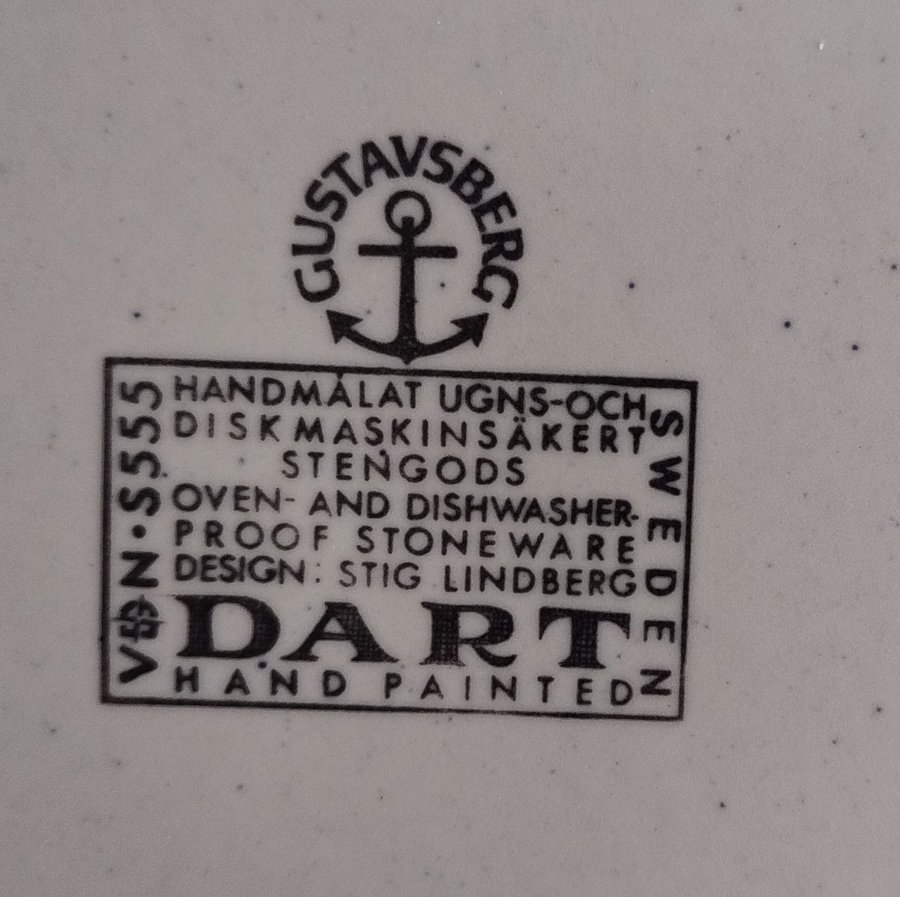 GUSTAVSBERG
HANDMÅLAT UGNS-OCH
DISKMASKINSÄKERT
STENGODS
OVEN- AND DISHWASHER-
PROOF STONEWARE
DESIGN: STIG LINDBERG
DART
HAND PAINTED
VDN•S555
SWEDEN